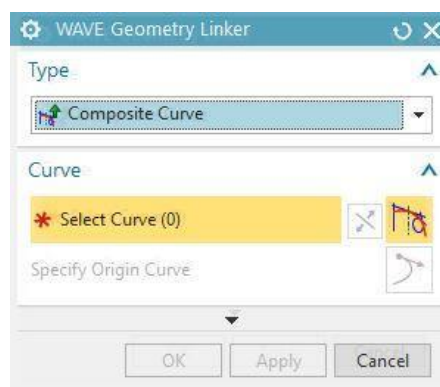 WAVE Geometry Linker
Type
Composite Curve
Curve
* Select Curve (0)
Specify Origin Curve
OK Apply Cancel